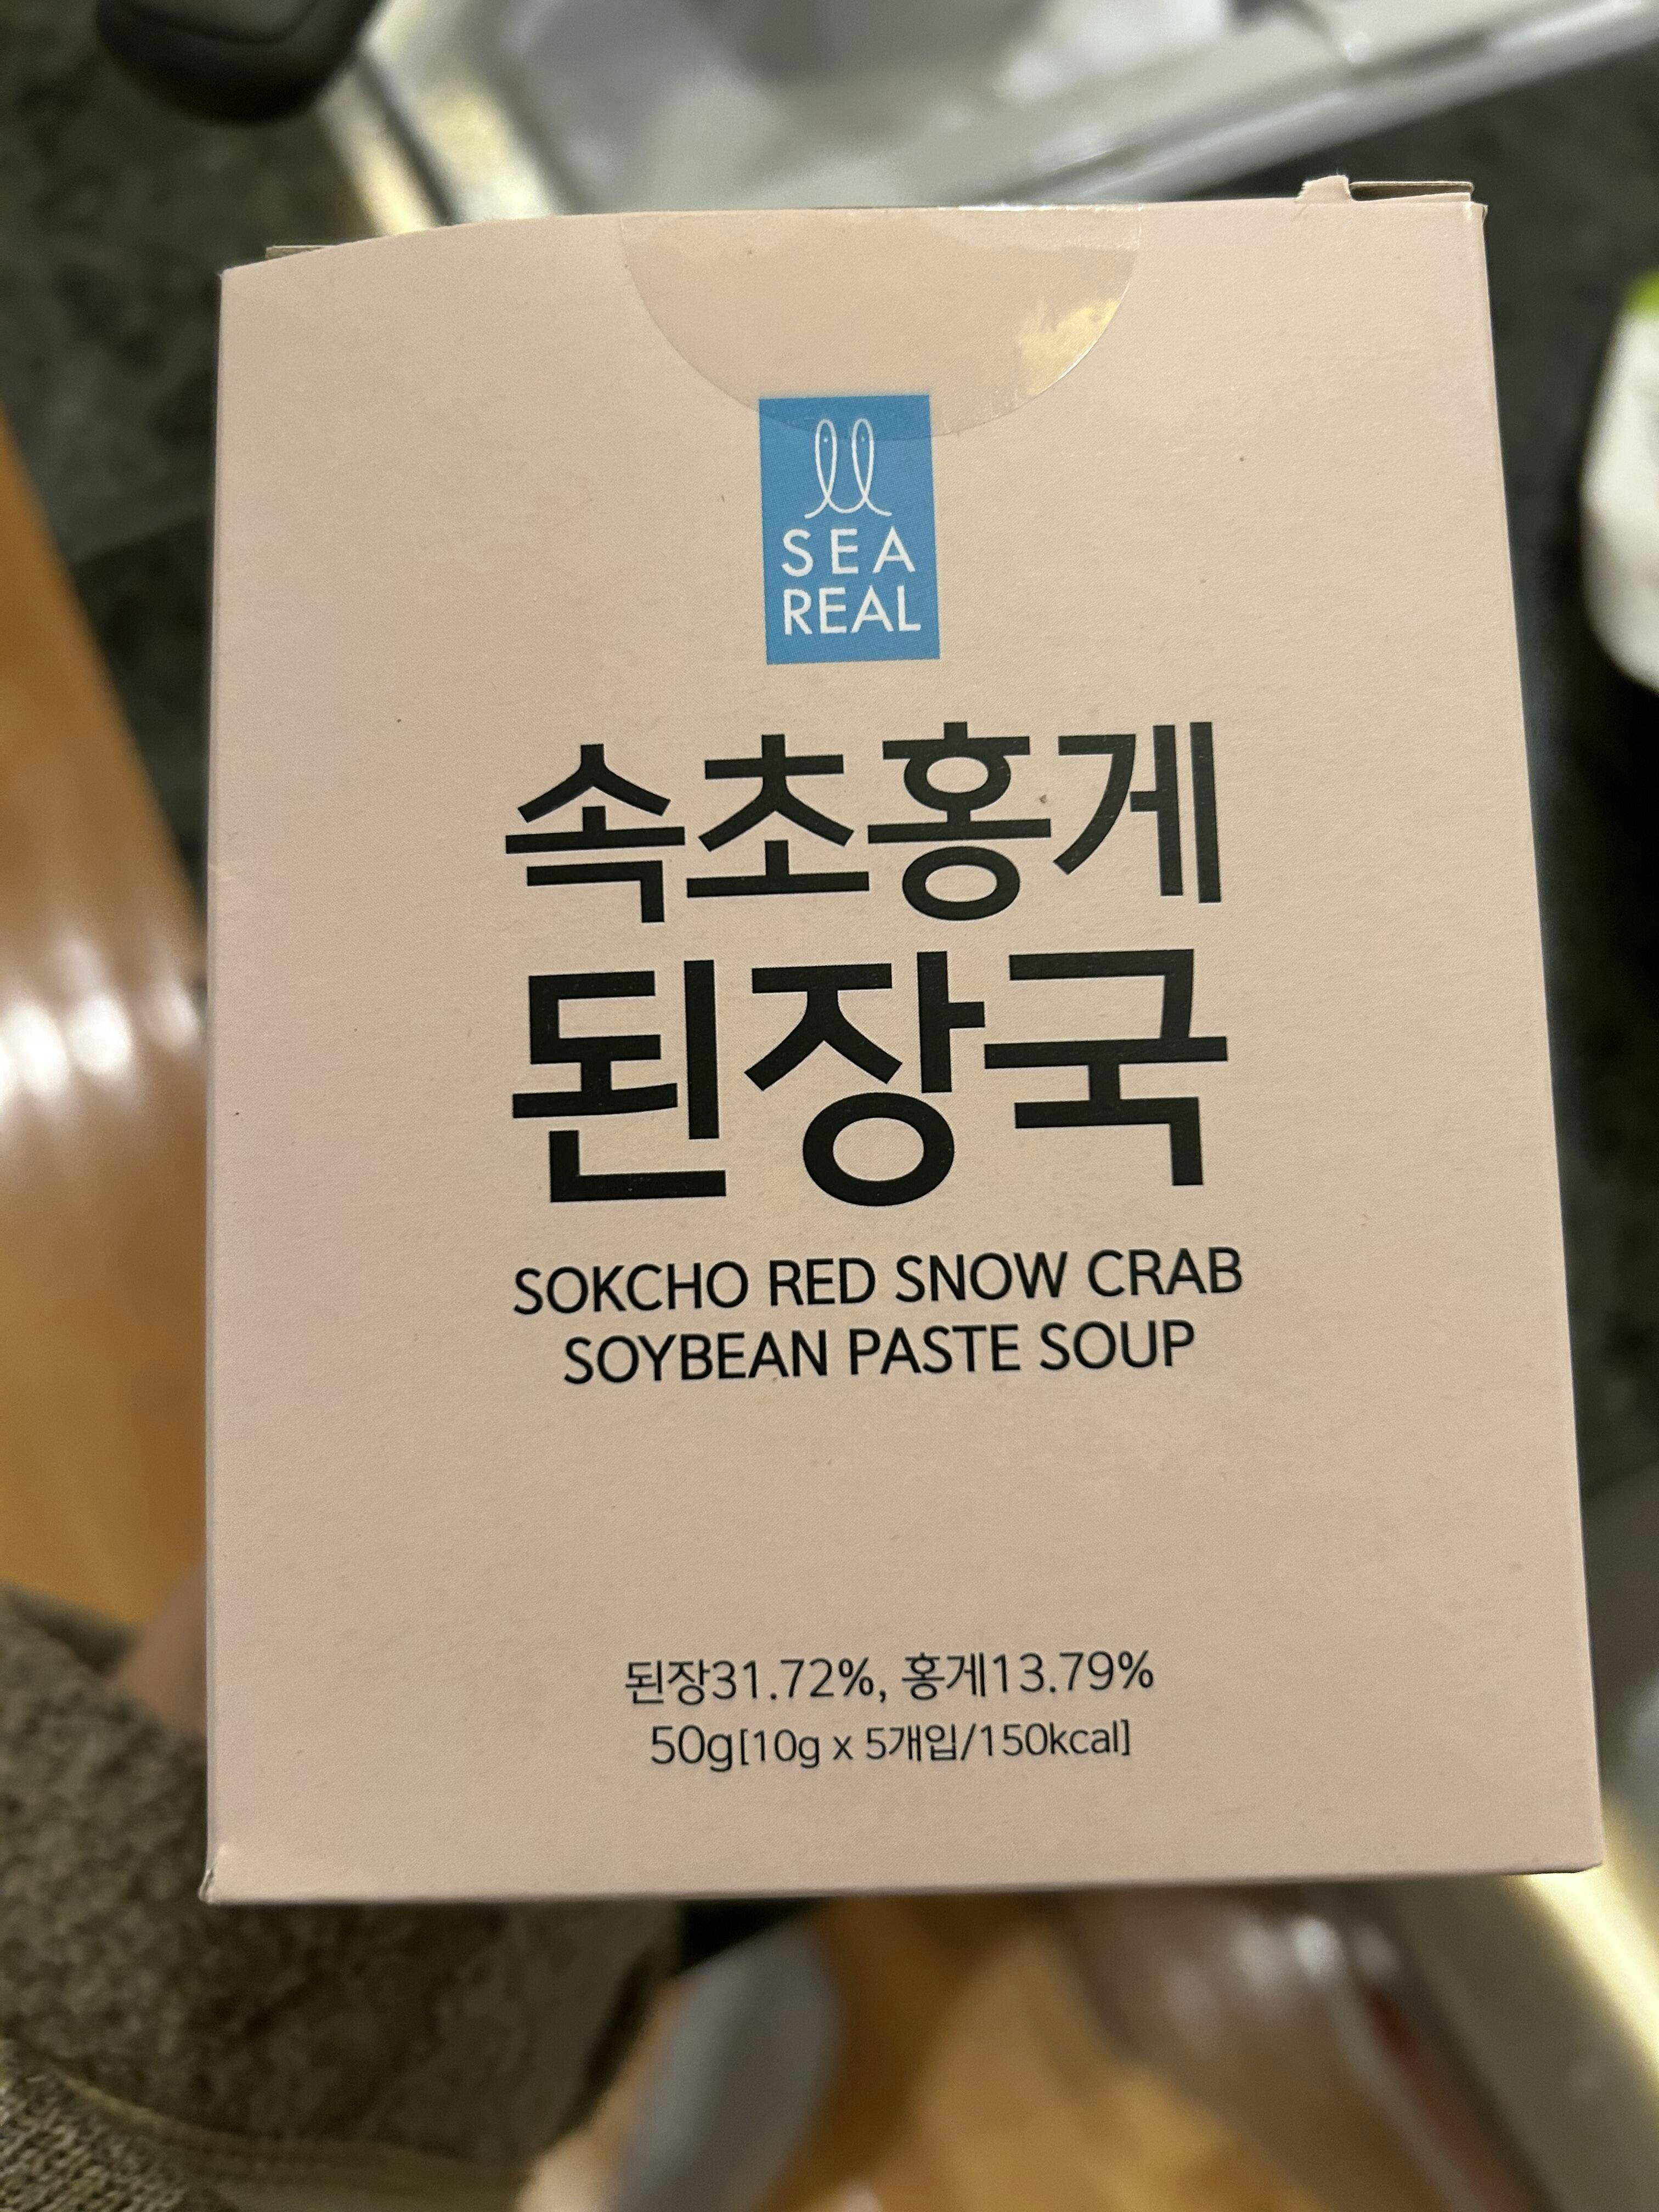 SEA
REAL
속초홍게
된장국
SOKCHO RED SNOW CRAB
SOYBEAN PASTE SOUP
된장31.72%, 홍게13.79%
50g[10g x 5개입/150kcal]